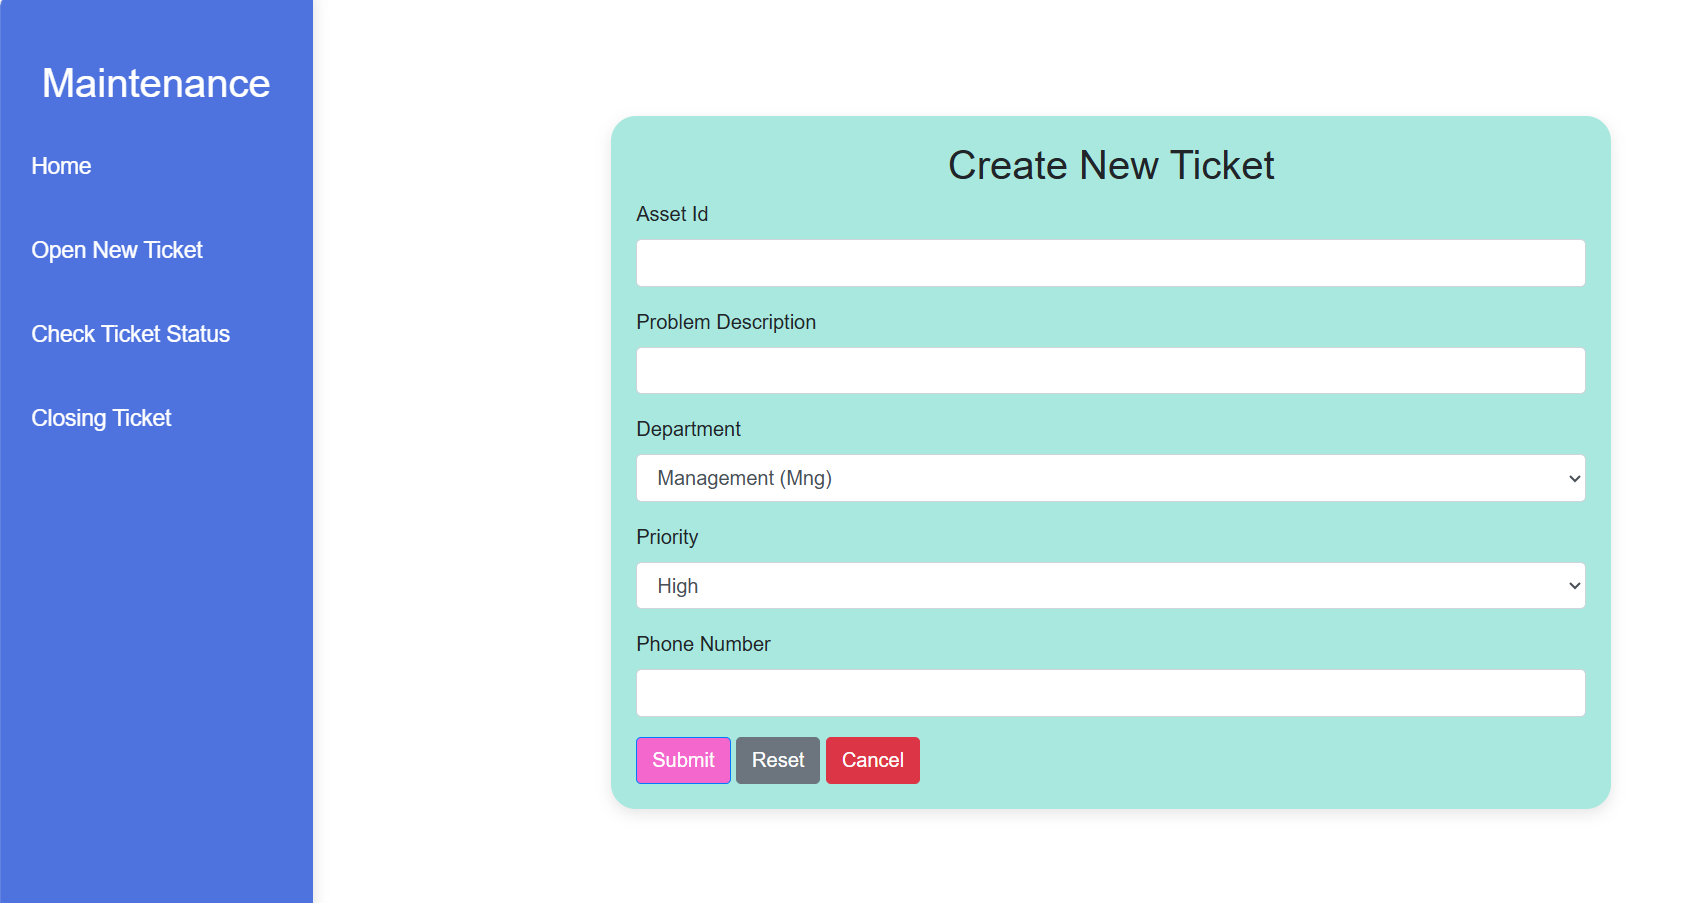 Maintenance
Home
Open New Ticket
Check Ticket Status
Closing Ticket
Create New Ticket
Asset Id
Problem Description
Department
Management (Mng)
Priority
High
Phone Number
Submit Reset Cancel